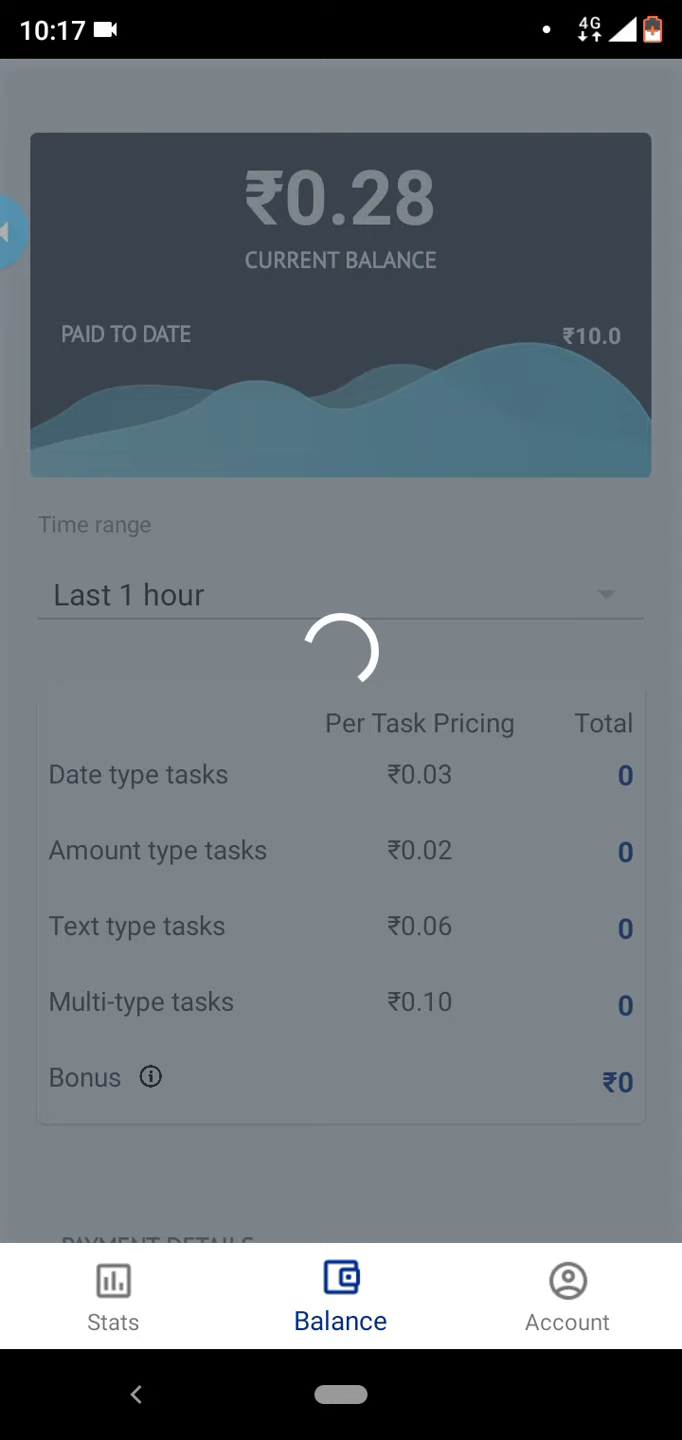 10:17
4G
₹0.28
CURRENT BALANCE
PAID TO DATE ₹10.0
Time range
Last 1 hour
Per Task Pricing Total
Date type tasks ₹0.03 0
Amount type tasks ₹0.02 0
Text type tasks ₹0.06 0
Multi-type tasks ₹0.10 0
Bonus ₹0
PAYMENT DETAILS
Stats Balance Account